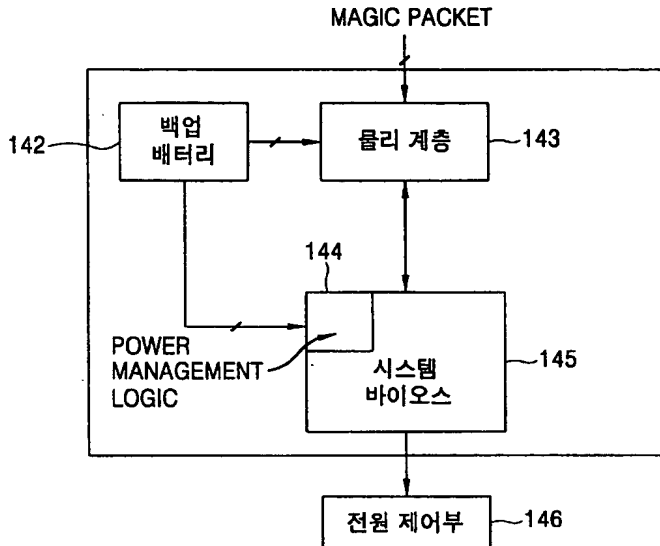 MAGIC PACKET
142
백업
배터리
물리 계층
143
144
POWER
MANAGEMENT
LOGIC
시스템
바이오스
145
전원 제어부
146